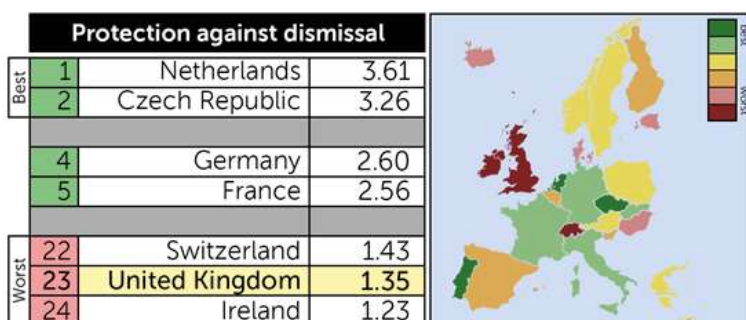 Protection against dismissal
Best
1 Netherlands 3.61
2 Czech Republic 3.26
4 Germany 2.60
5 France 2.56
Worst
22 Switzerland 1.43
23 United Kingdom 1.35
24 Ireland 1.23
Best
Worst